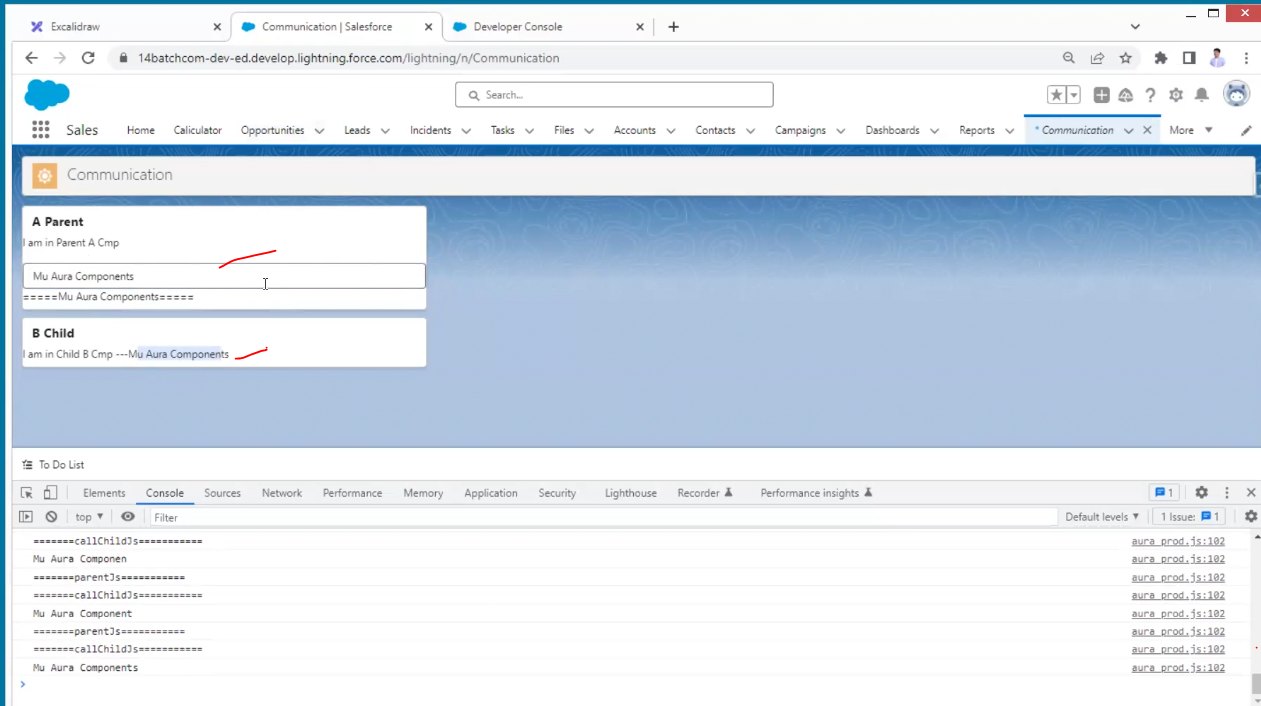 Excalidraw
Communication | Salesforce
Developer Console
14batchcom-dev-ed.develop.lightning.force.com/lightning/n/Communication
Search...
Sales
Home Calculator Opportunities Leads Incidents Tasks Files Accounts Contacts Campaigns Dashboards Reports * Communication More
Communication
A Parent
I am in Parent A Cmp
Mu Aura Components
=====Mu Aura Components=====
B Child
I am in Child B Cmp ---Mu Aura Components
To Do List
Elements Console Sources Network Performance Memory Application Security Lighthouse Recorder Performance insights 1
top Filter Default levels 1 Issue: 1
=======callChildJs=========== aura_prod.js:102
Mu Aura Componen aura_prod.js:102
=======parentJs=========== aura_prod.js:102
=======callChildJs=========== aura_prod.js:102
Mu Aura Component aura_prod.js:102
=======parentJs=========== aura_prod.js:102
=======callChildJs=========== aura_prod.js:102
Mu Aura Components aura_prod.js:102